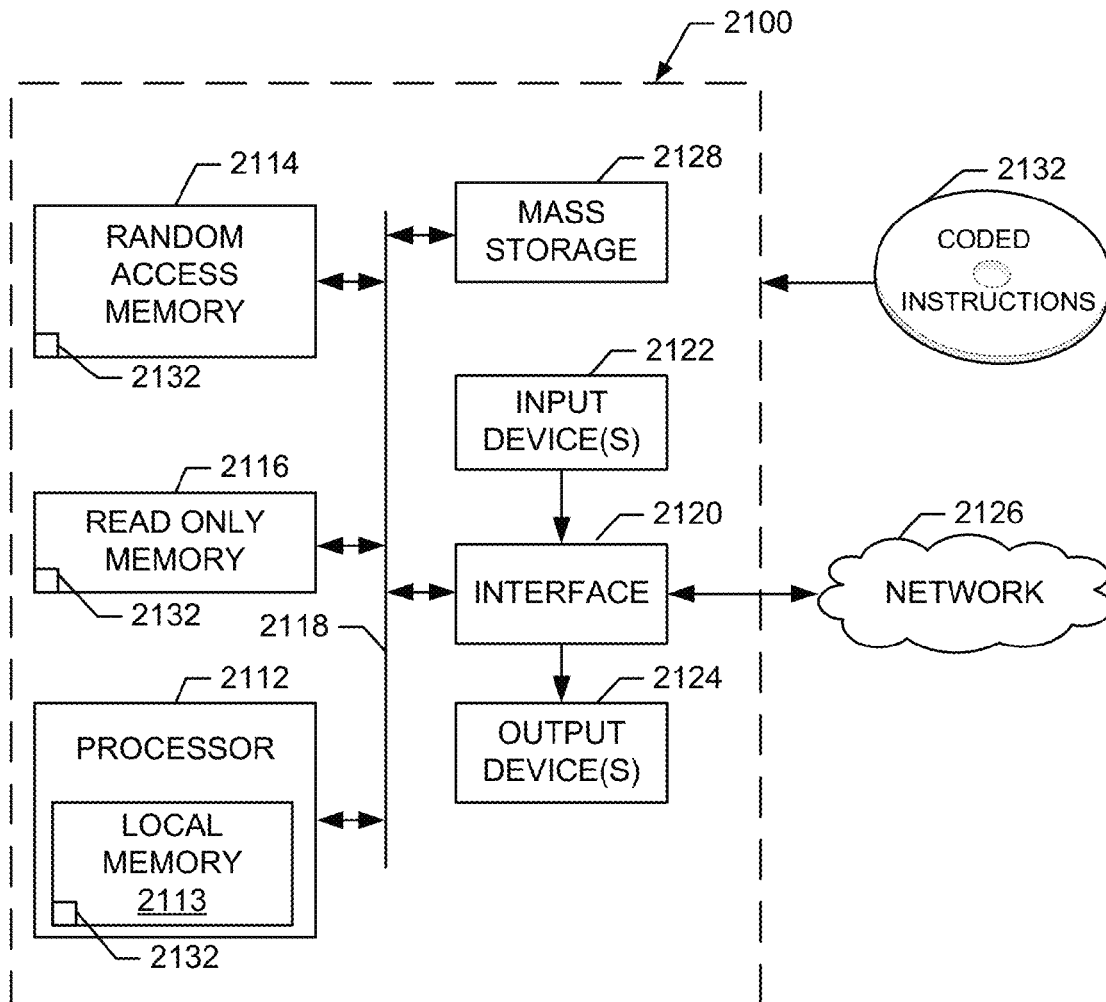 2100
2114
RANDOM
ACCESS
MEMORY
2132
2128
MASS
STORAGE
2132
CODED
INSTRUCTIONS
2122
INPUT
DEVICE(S)
2116
READ ONLY
MEMORY
2132
2120
INTERFACE
2126
NETWORK
2118
2112
PROCESSOR
LOCAL
MEMORY
2113
2132
2124
OUTPUT
DEVICE(S)